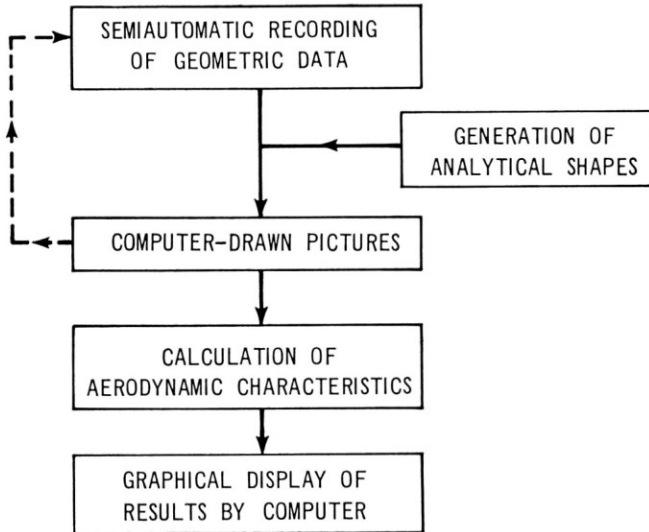 SEMIAUTOMATIC RECORDING
OF GEOMETRIC DATA
GENERATION OF
ANALYTICAL SHAPES
COMPUTER-DRAWN PICTURES
CALCULATION OF
AERODYNAMIC CHARACTERISTICS
GRAPHICAL DISPLAY OF
RESULTS BY COMPUTER